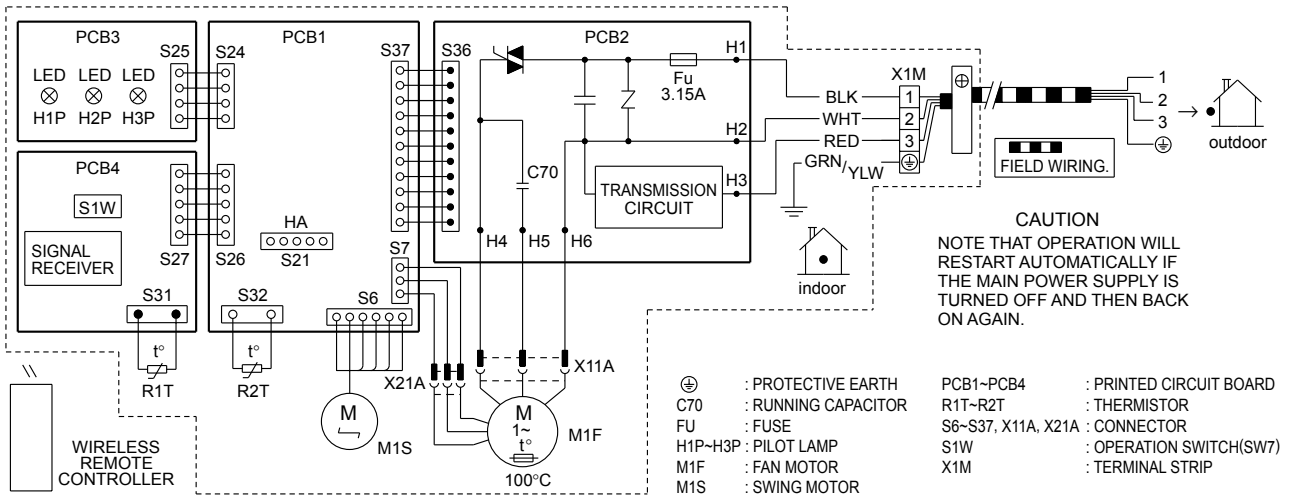 PCB3
S25
LED LED LED
H1P H2P H3P
S24
PCB1
S37
S36
PCB2
H1
Fu
3.15A
H2
H3
C70
TRANSMISSION
CIRCUIT
H4
H5
H6
BLK
WHT
RED
GRN/YLW
X1M
1
2
3
1
2
3
outdoor
FIELD WIRING.
indoor
PCB4
S1W
SIGNAL
RECEIVER
S27
S26
HA
S21
S7
S31
S32
S6
t°
R1T
t°
R2T
X21A
X11A
M
M1S
M
1~
t°
M1F
100°C
WIRELESS
REMOTE
CONTROLLER
CAUTION
NOTE THAT OPERATION WILL
RESTART AUTOMATICALLY IF
THE MAIN POWER SUPPLY IS
TURNED OFF AND THEN BACK
ON AGAIN.
: PROTECTIVE EARTH
C70 : RUNNING CAPACITOR
FU : FUSE
H1P~H3P : PILOT LAMP
M1F : FAN MOTOR
M1S : SWING MOTOR
PCB1~PCB4 : PRINTED CIRCUIT BOARD
R1T~R2T : THERMISTOR
S6~S37, X11A, X21A : CONNECTOR
S1W : OPERATION SWITCH(SW7)
X1M : TERMINAL STRIP